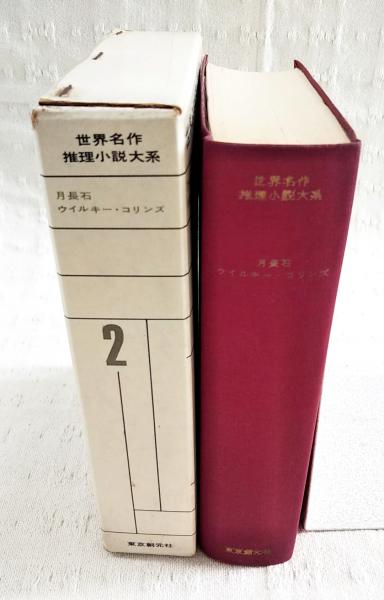 世界名作
推理小説大系
月長石
ウイルキー・コリンズ
2
東京創元社
世界名作
推理小説大系
月長石
ウイルキー・コリンズ
東京創元社